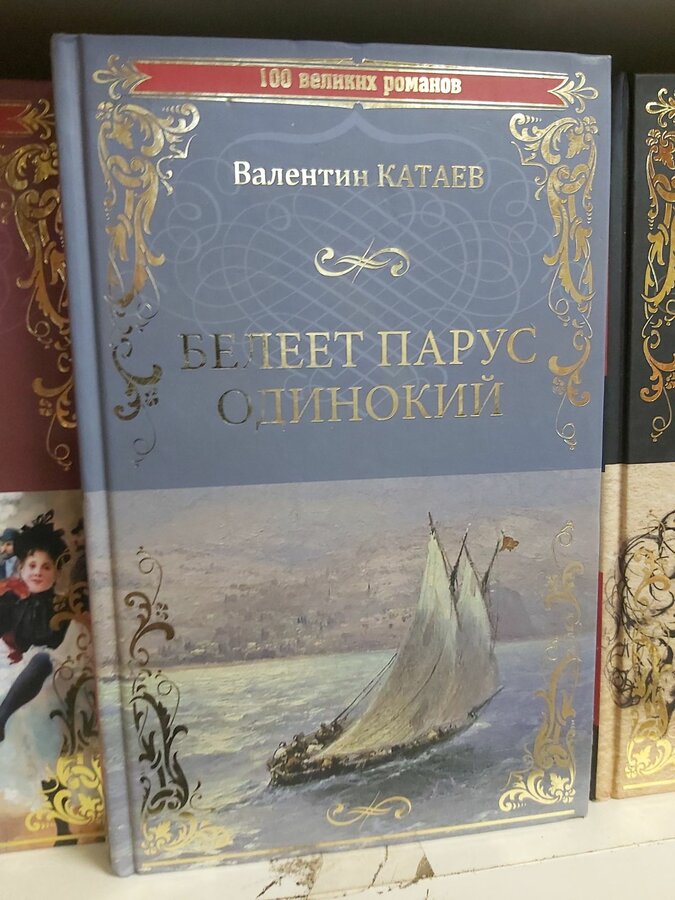 100 великих романов
Валентин КАТАЕВ
БЕЛЕЕТ ПАРУС
ОДИНОКИЙ